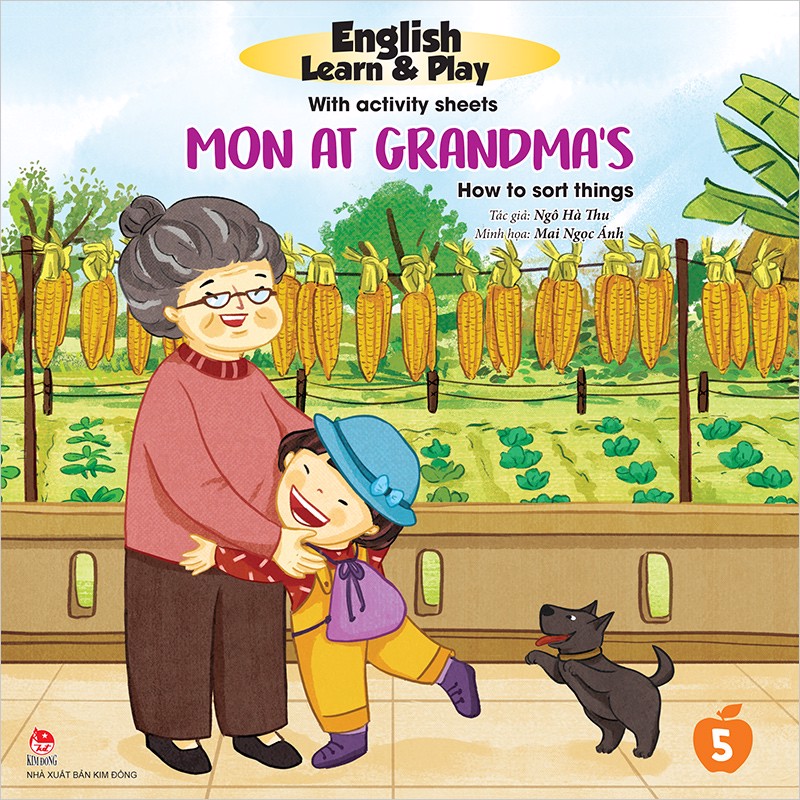 English
Learn & Play
With activity sheets
MON AT GRANDMA'S
How to sort things
Tác giả: Ngô Hà Thu
Minh họa: Mai Ngọc Ánh
5
KIM ĐỒNG
NHÀ XUẤT BẢN KIM ĐỒNG